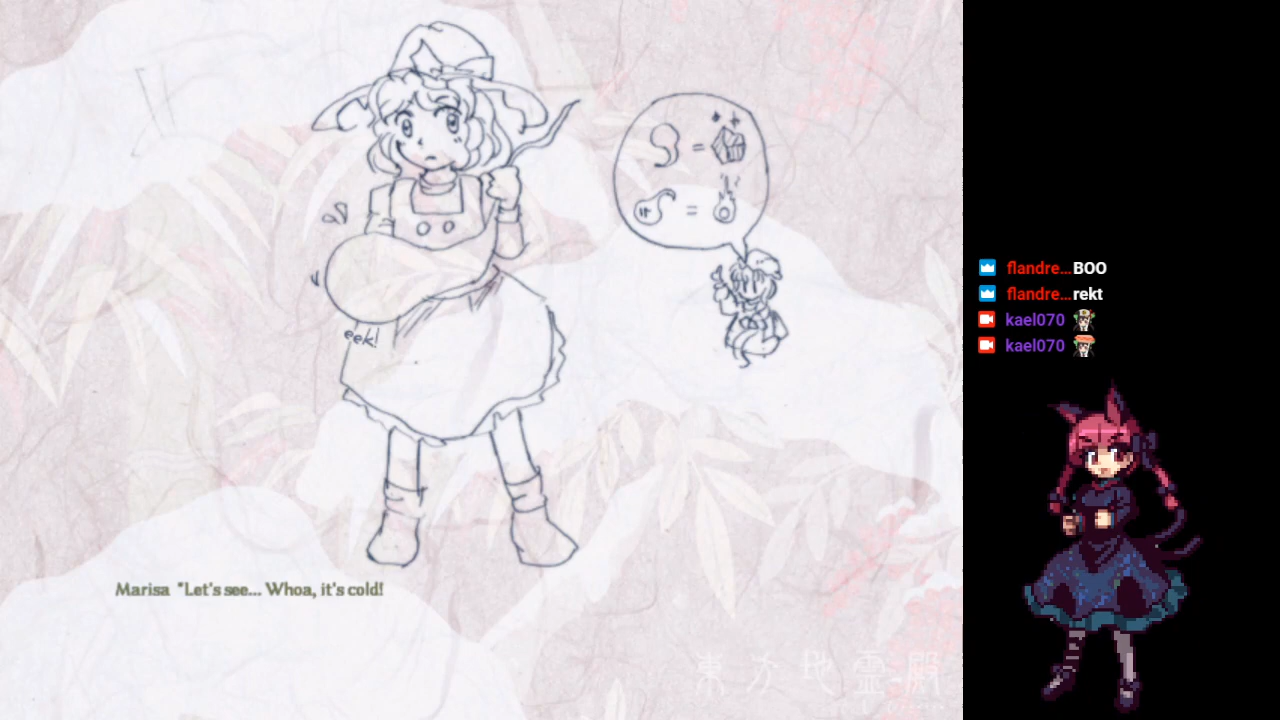 eek!
Marisa "Let's see... Whoa, it's cold!
東方地霊殿
flandre...BOO
flandre...rekt
kael070
kael070